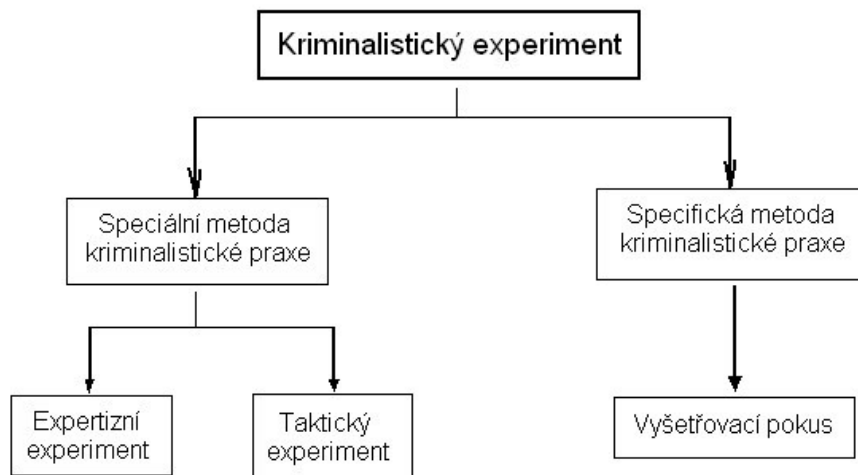 Kriminalistický experiment
Speciální metoda
kriminalistické praxe
Specifická metoda
kriminalistické praxe
Expertizní
experiment
Taktický
experiment
Vyšetřovací pokus